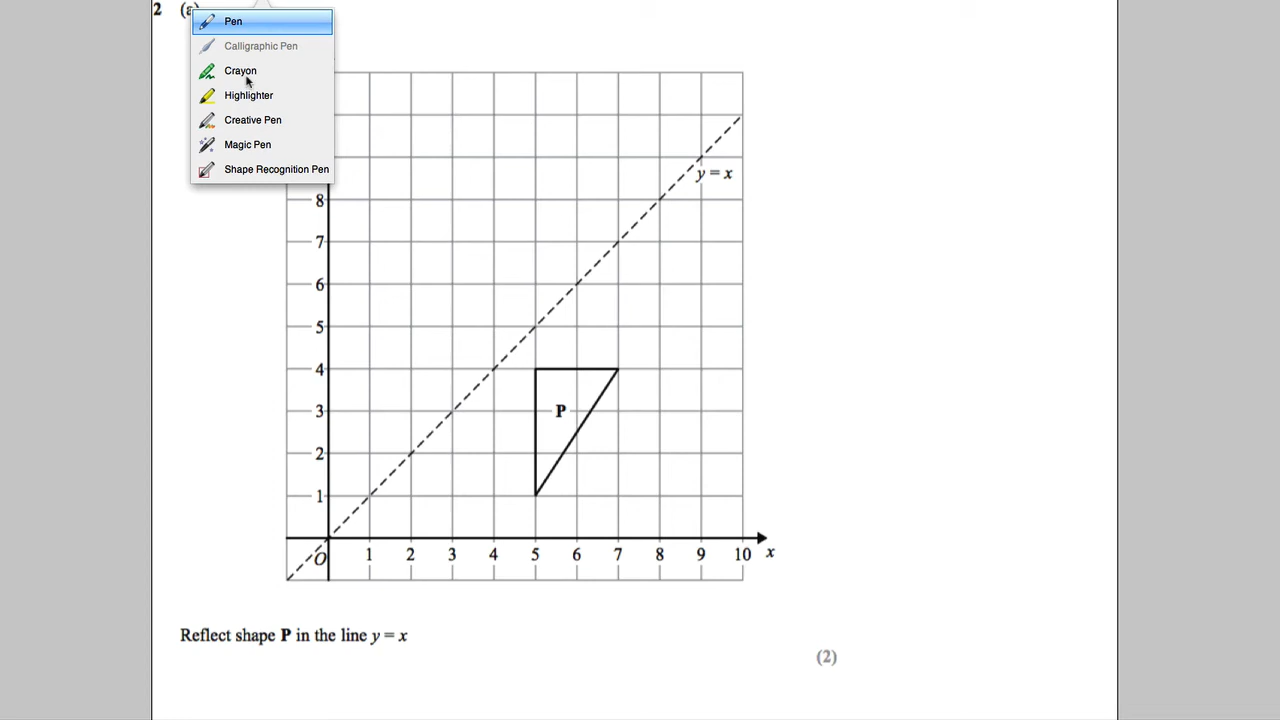 2 (a)
Pen
Calligraphic Pen
Crayon
Highlighter
Creative Pen
Magic Pen
Shape Recognition Pen
y = x
8
7
6
5
4
P
3
2
1
O 1 2 3 4 5 6 7 8 9 10 x
Reflect shape P in the line y = x
(2)